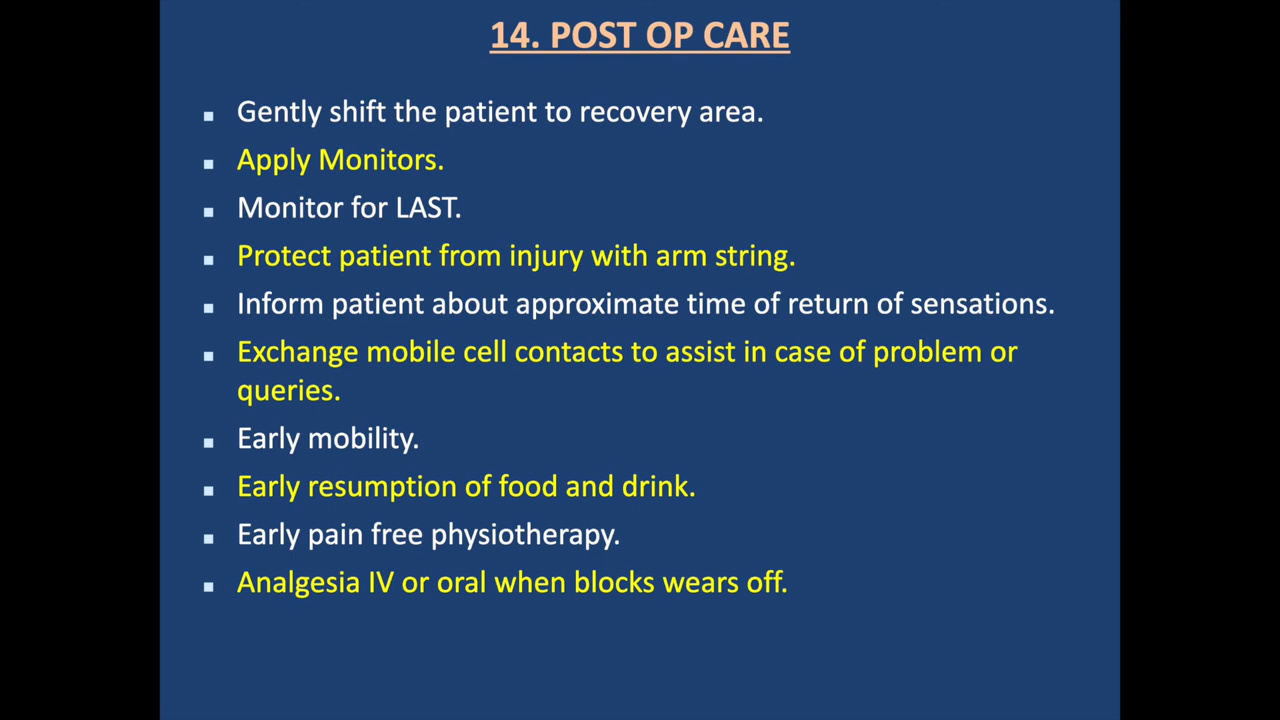 14. POST OP CARE
▪ Gently shift the patient to recovery area.
▪ Apply Monitors.
▪ Monitor for LAST.
▪ Protect patient from injury with arm string.
▪ Inform patient about approximate time of return of sensations.
▪ Exchange mobile cell contacts to assist in case of problem or
queries.
▪ Early mobility.
▪ Early resumption of food and drink.
▪ Early pain free physiotherapy.
▪ Analgesia IV or oral when blocks wears off.